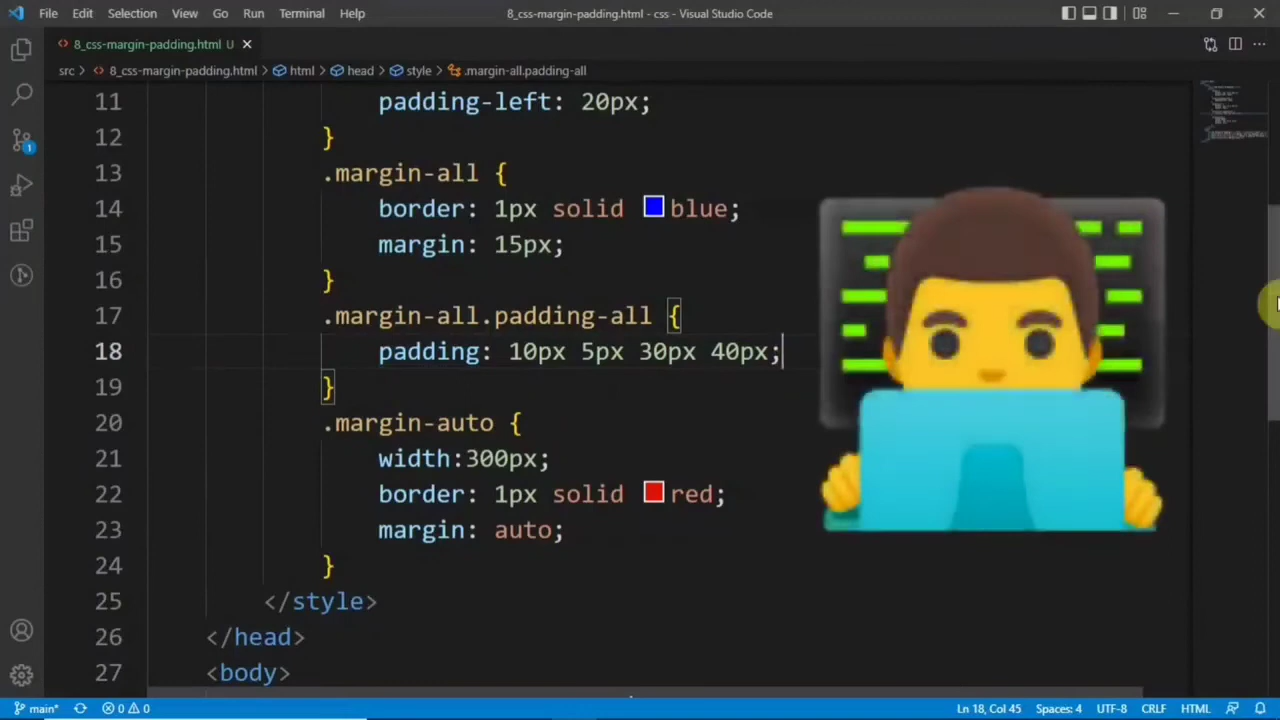 File Edit Selection View Go Run Terminal Help 8_css-margin-padding.html - css - Visual Studio Code
8_css-margin-padding.html U
src > 8_css-margin-padding.html > html > head > style > .margin-all.padding-all
11 padding-left: 20px;
12 }
13 .margin-all {
14 border: 1px solid blue;
15 margin: 15px;
16 }
17 .margin-all.padding-all {
18 padding: 10px 5px 30px 40px;
19 }
20 .margin-auto {
21 width:300px;
22 border: 1px solid red;
23 margin: auto;
24 }
25 </style>
26 </head>
27 <body>
main* 0 0 Ln 18, Col 45 Spaces: 4 UTF-8 CRLF HTML